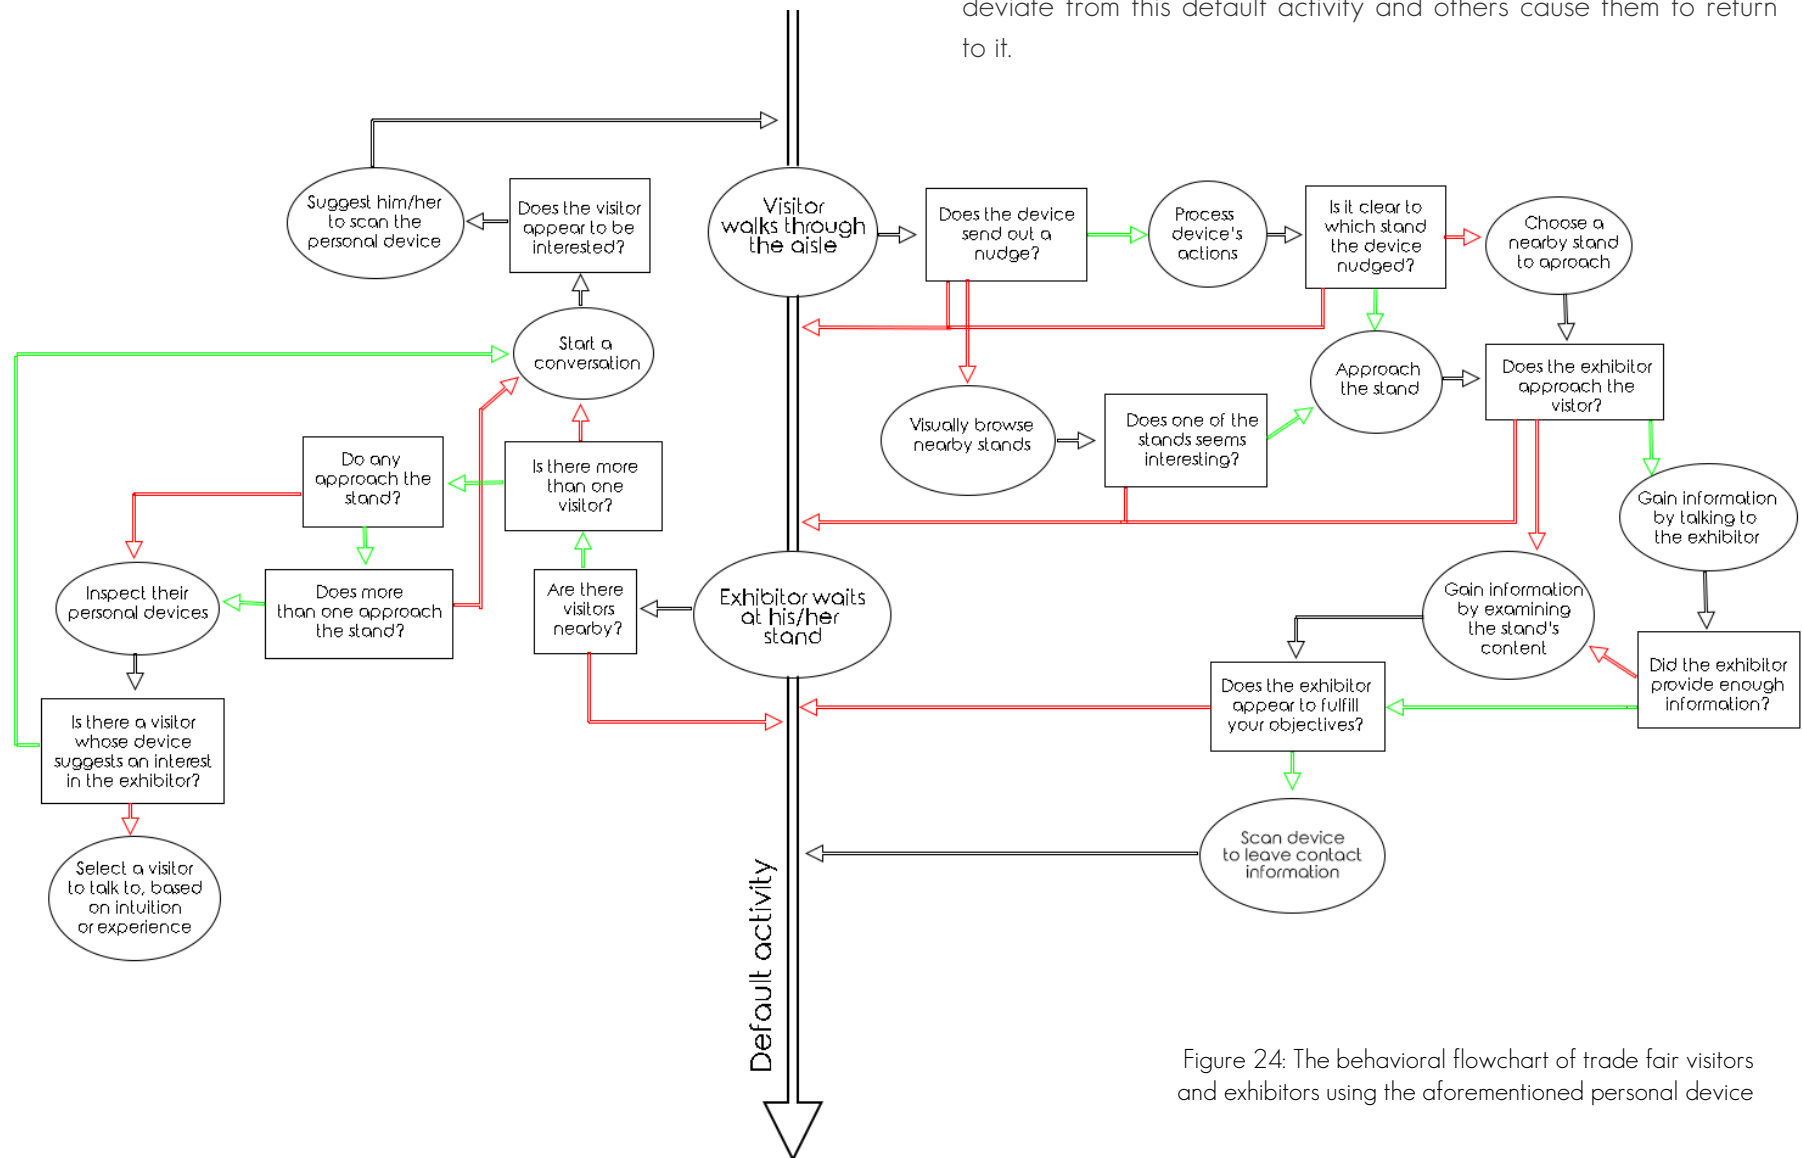 deviate from this default activity and others cause them to return
to it.
Suggest him/her
to scan the
personal device
Does the visitor
appear to be
interested?
Visitor
walks through
the aisle
Does the device
send out a
nudge?
Process
device's
actions
Is it clear to
which stand
the device
nudged?
Choose a
nearby stand
to aproach
Start a
conversation
Approach
the stand
Does the exhibitor
approach the
vistor?
Visually browse
nearby stands
Does one of the
stands seems
interesting?
Do any
approach the
stand?
Is there more
than one
visitor?
Gain information
by talking to
the exhibitor
Inspect their
personal devices
Does more
than one approach
the stand?
Are there
visitors
nearby?
Exhibitor waits
at his/her
stand
Gain information
by examining
the stand's
content
Did the exhibitor
provide enough
information?
Does the exhibitor
appear to fulfill
your objectives?
Is there a visitor
whose device
suggests an interest
in the exhibitor?
Scan device
to leave contact
information
Select a visitor
to talk to, based
on intuition
or experience
Default activity
Figure 24: The behavioral flowchart of trade fair visitors
and exhibitors using the aforementioned personal device